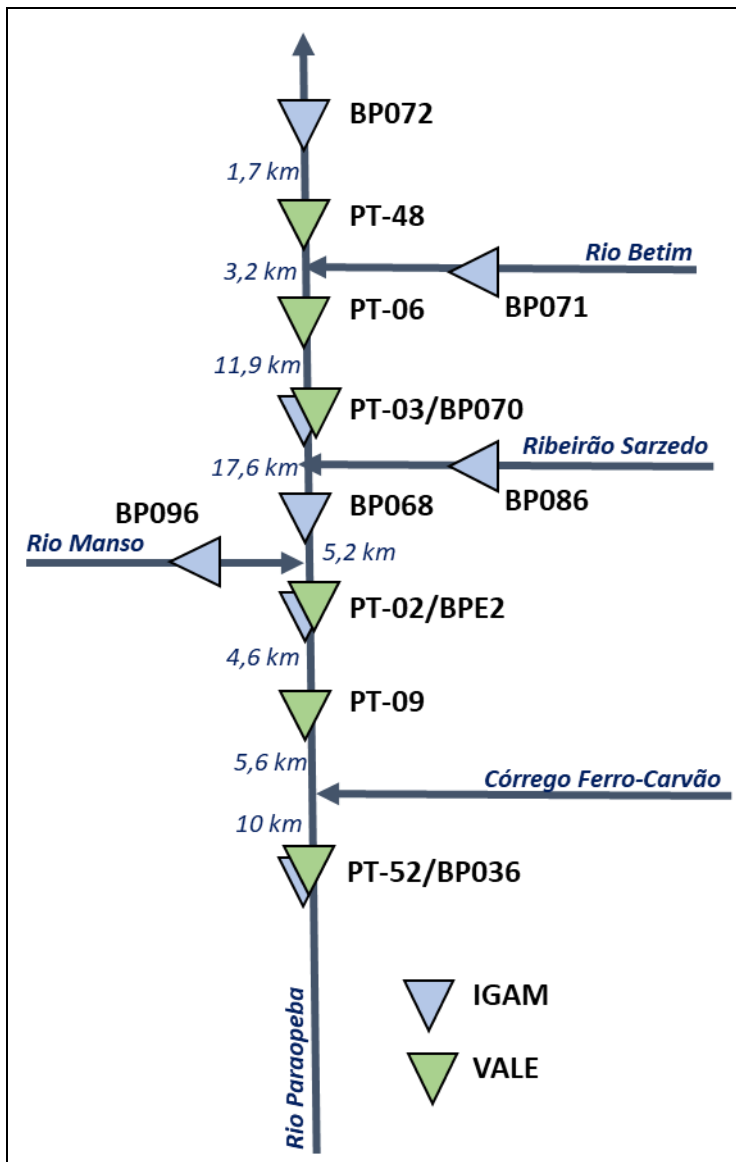 BP072
1,7 km
PT-48
Rio Betim
3,2 km
BP071
PT-06
11,9 km
PT-03/BP070
Ribeirão Sarzedo
17,6 km
BP086
BP068
BP096
Rio Manso
5,2 km
PT-02/BPE2
4,6 km
PT-09
5,6 km
Córrego Ferro-Carvão
10 km
PT-52/BP036
Rio Paraopeba
IGAM
VALE